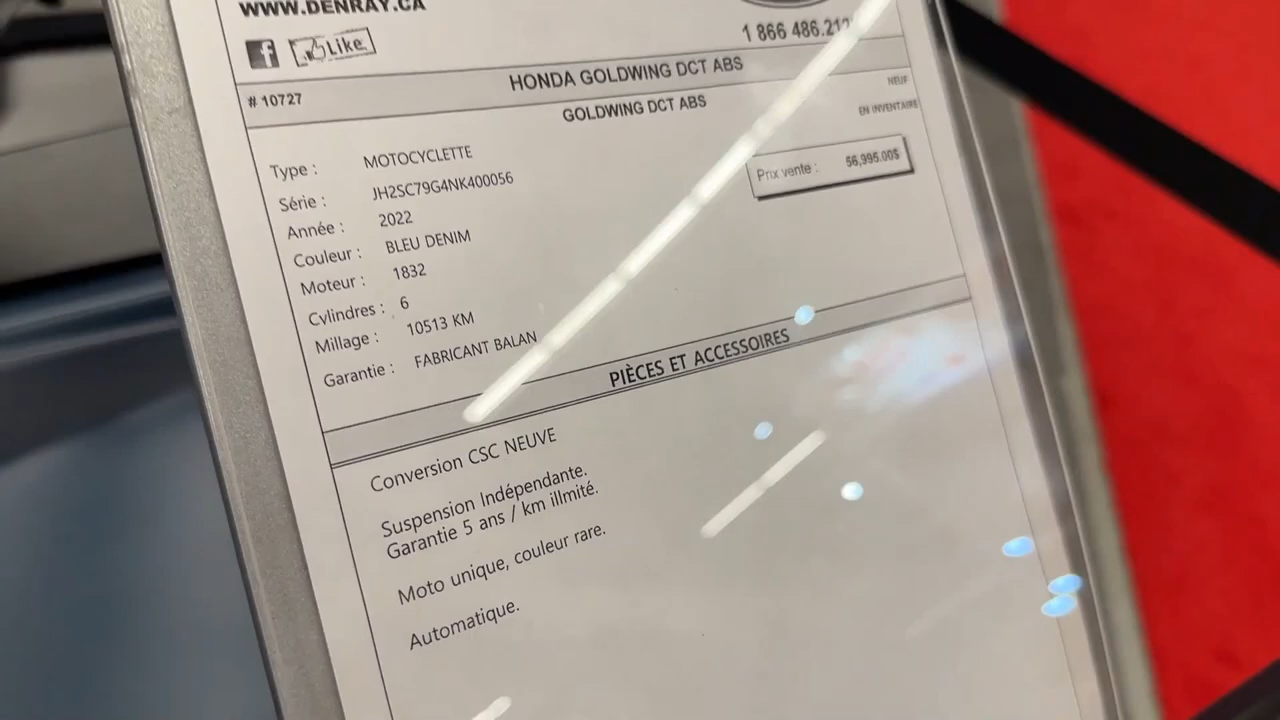 WWW.DENRAY.CA
Like
1 866 486.212
# 10727
HONDA GOLDWING DCT ABS
NEUF
GOLDWING DCT ABS
EN INVENTAIRE
Type : MOTOCYCLETTE
Prix vente : 56,995.00$
Série : JH2SC79G4NK400056
Année : 2022
Couleur : BLEU DENIM
Moteur : 1832
Cylindres : 6
Millage : 10513 KM
Garantie : FABRICANT BALAN
PIÈCES ET ACCESSOIRES
Conversion CSC NEUVE
Suspension Indépendante.
Garantie 5 ans / km illmité.
Moto unique, couleur rare.
Automatique.